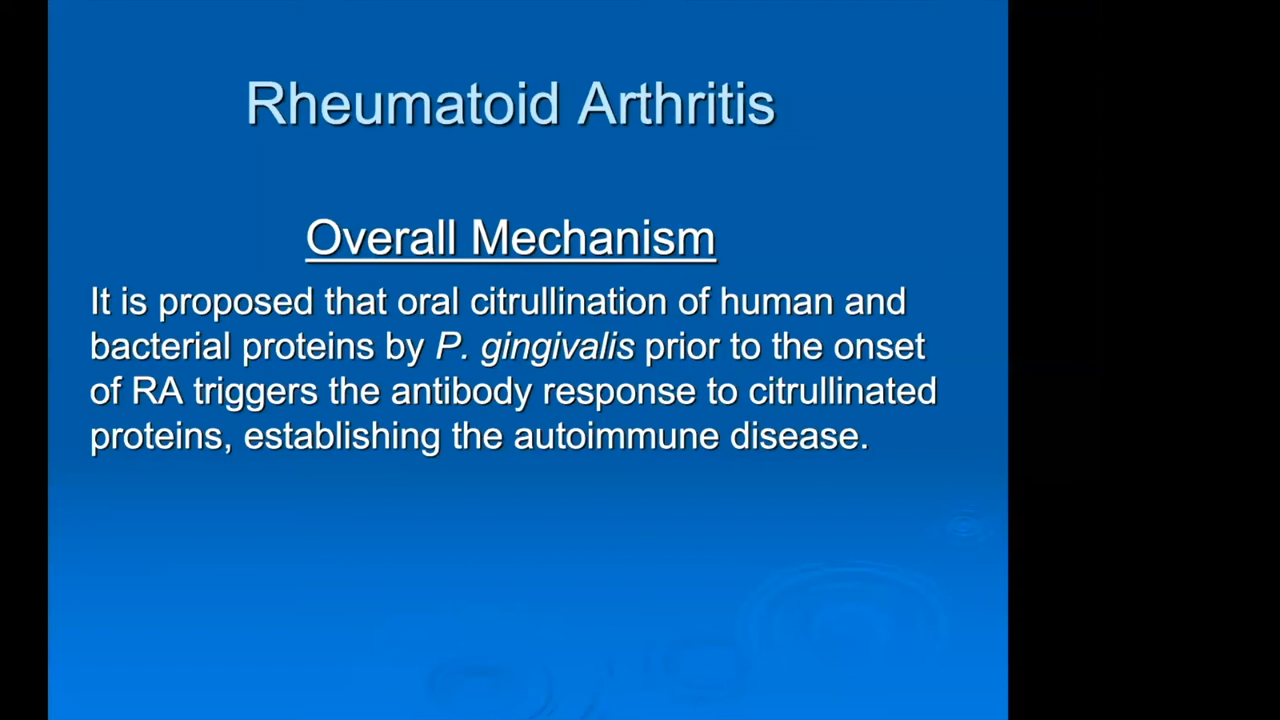 Rheumatoid Arthritis
Overall Mechanism
It is proposed that oral citrullination of human and
bacterial proteins by P. gingivalis prior to the onset
of RA triggers the antibody response to citrullinated
proteins, establishing the autoimmune disease.